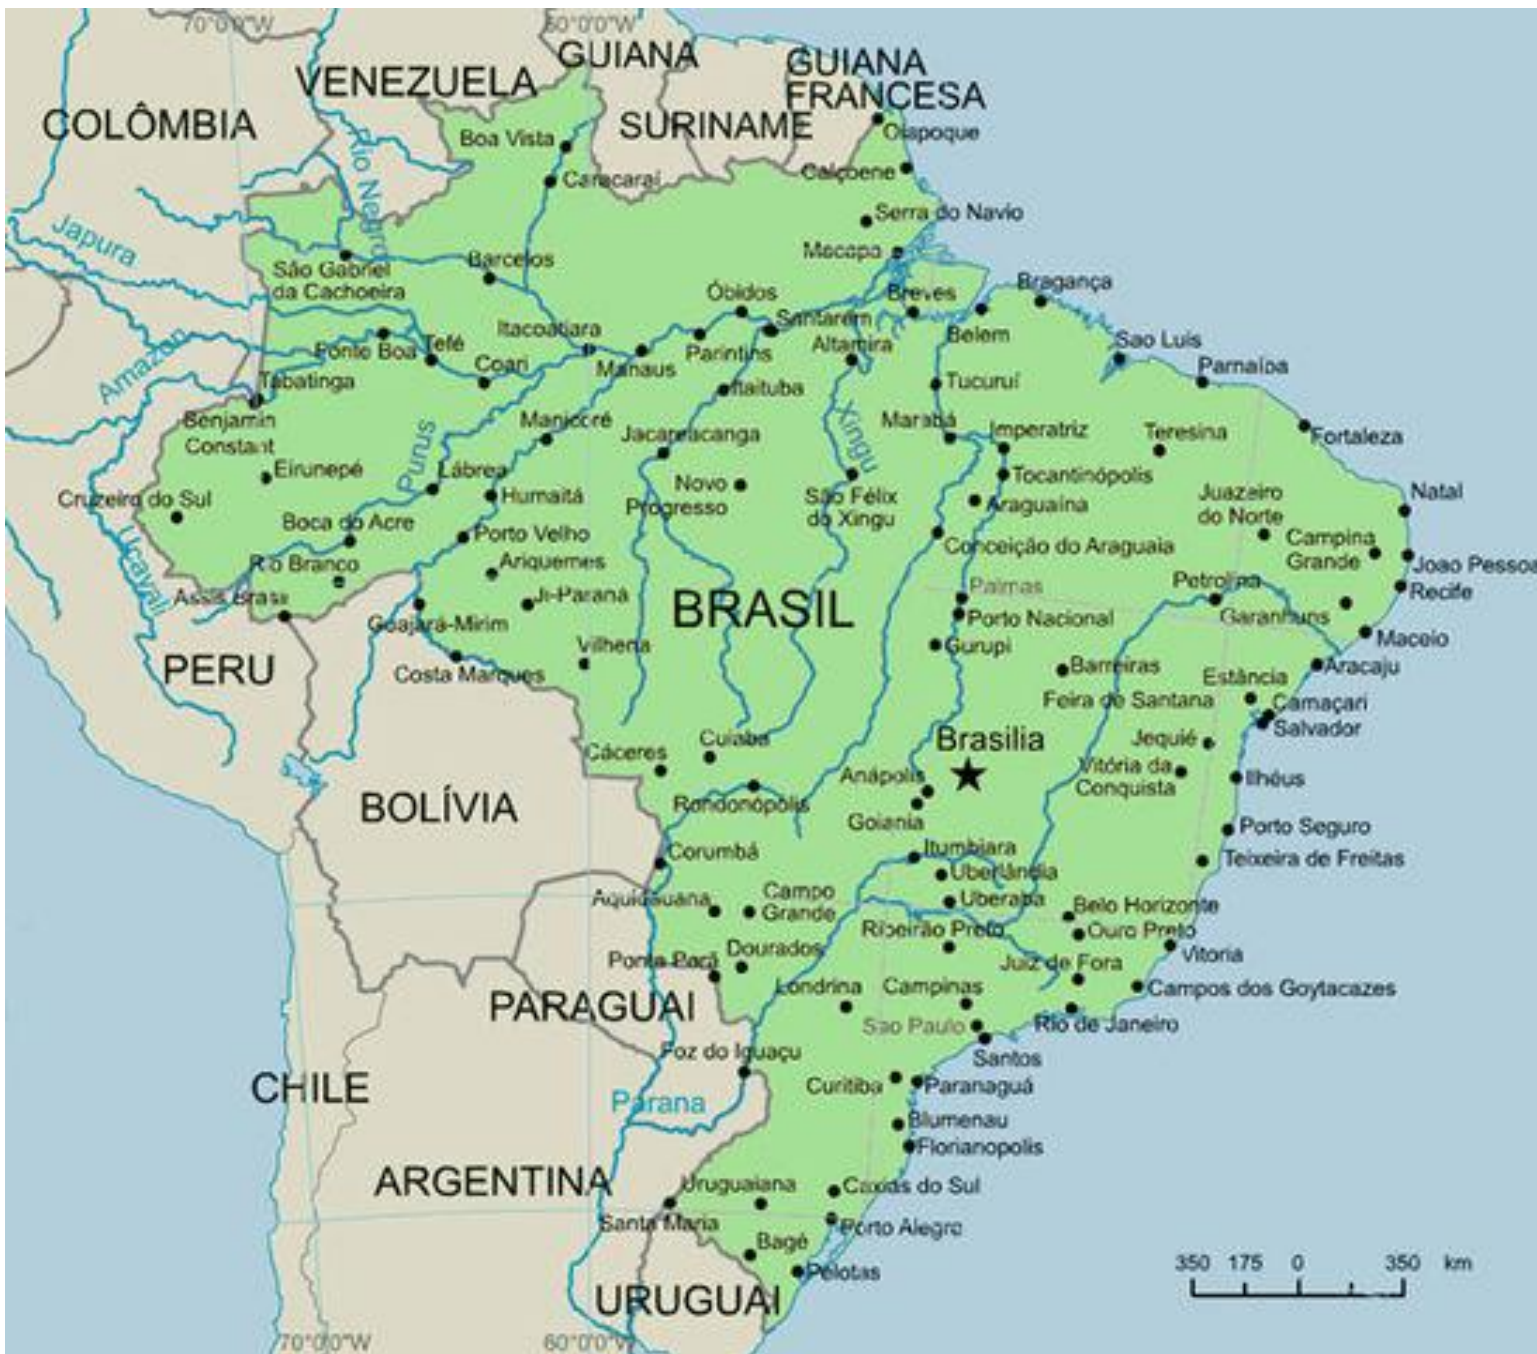 70°0'0"W
60°0'0"W
GUIANA
GUIANA
FRANCESA
VENEZUELA
COLÔMBIA
SURINAME
Oiapoque
Boa Vista
Calçoene
Caracaraí
Rio Negro
Serra do Navio
Japura
Macapa
Barcelos
São Gabriel
da Cachoeira
Bragança
Óbidos
Breves
Santarem
Itacoatiara
Belem
Sao Luis
Ponte Boa
Tefé
Altamira
Parintins
Manaus
Coari
Parnaíba
Amazon
Tabatinga
Itaituba
Tucuruí
Benjamin
Constant
Manicoré
Jacareacanga
Marabá
Imperatriz
Teresina
Fortaleza
Xingu
Purus
Eirunepé
Lábrea
Humaitá
Novo
Progresso
São Félix
do Xingu
Tocantinópolis
Araguaína
Juazeiro
do Norte
Natal
Cruzeiro do Sul
Boca do Acre
Porto Velho
Conceição do Araguaia
Campina
Grande
Joao Pessoa
Ucayal
Rio Branco
Ariquemes
Palmas
Petrolina
Recife
Assis Brasil
Ji-Paraná
BRASIL
Porto Nacional
Garanhuns
Guajará-Mirim
Maceio
PERU
Vilhena
Gurupi
Costa Marques
Barreiras
Aracaju
Estância
Feira de Santana
Camaçari
Salvador
Cáceres
Cuiaba
Brasilia
Jequié
Anápolis
Vitória da
Conquista
Ilhéus
BOLÍVIA
Rondonópolis
Goiania
Porto Seguro
Corumbá
Itumbiara
Teixeira de Freitas
Uberlândia
Aquidauana
Campo
Grande
Uberaba
Belo Horizonte
Ribeirão Preto
Ouro Preto
Ponta Porã
Dourados
Vitoria
Juiz de Fora
Londrina
Campinas
Campos dos Goytacazes
PARAGUAI
Sao Paulo
Rio de Janeiro
Foz do Iguaçu
Santos
CHILE
Curitiba
Paranaguá
Parana
Blumenau
Florianopolis
ARGENTINA
Uruguaiana
Caxias do Sul
Santa Maria
Porto Alegre
Bagé
Pelotas
URUGUAI
350 175 0 350 km
70°0'0"W
60°0'0"W